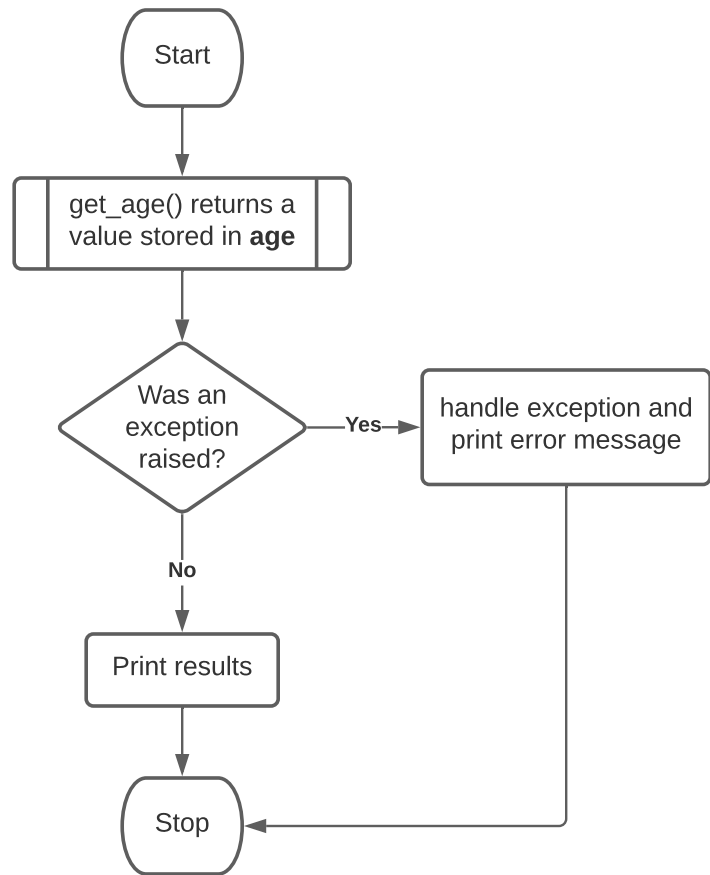 Start
get_age() returns a
value stored in age
Was an
exception
raised?
Yes
handle exception and
print error message
No
Print results
Stop